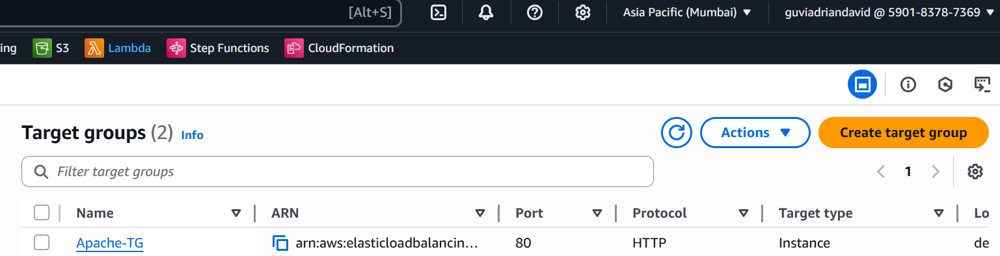 [Alt+S] Asia Pacific (Mumbai) guviadriandavid @ 5901-8378-7369
ing S3 Lambda Step Functions CloudFormation
Target groups (2) Info Actions Create target group
Filter target groups 1
Name ARN Port Protocol Target type Lo
Apache-TG arn:aws:elasticloadbalancin... 80 HTTP Instance de